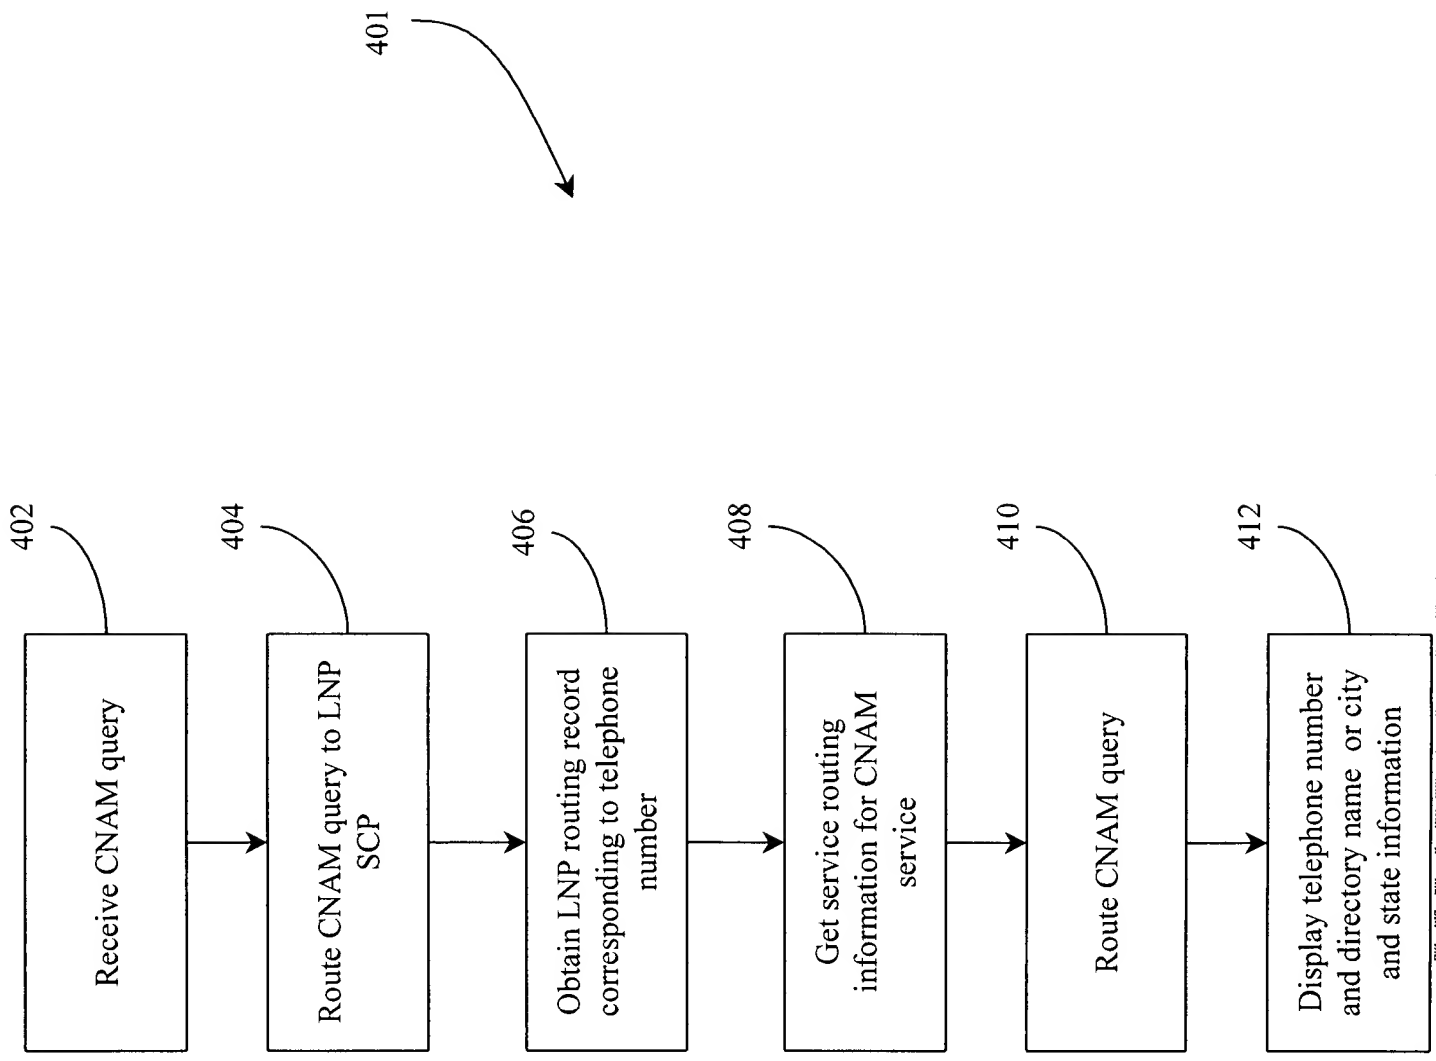 401
402
Receive CNAM query
404
Route CNAM query to LNP
SCP
406
Obtain LNP routing record
corresponding to telephone
number
408
Get service routing
information for CNAM
service
410
Route CNAM query
412
Display telephone number
and directory name or city
and state information